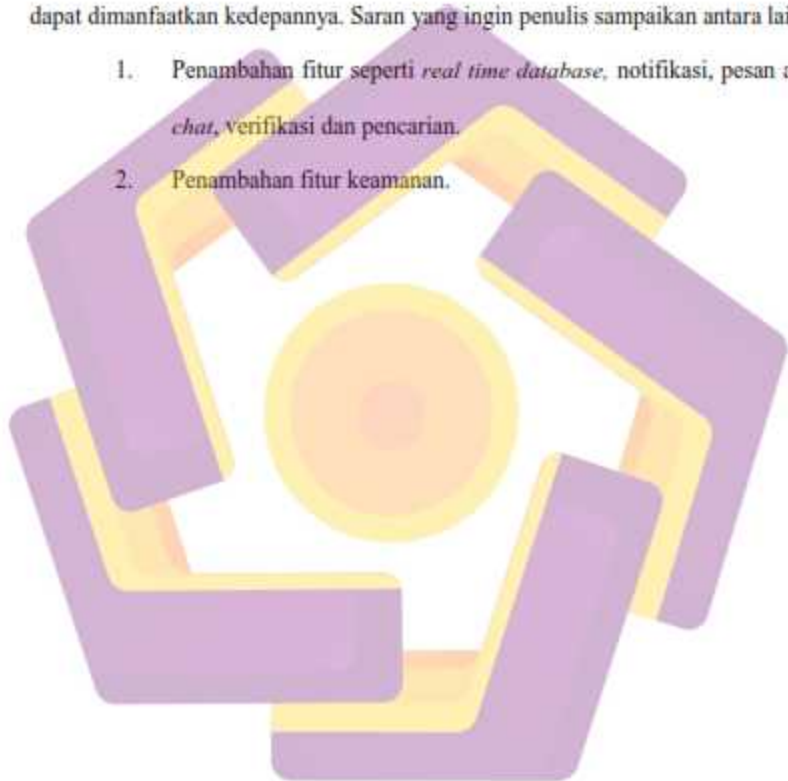 dapat dimanfaatkan kedepannya. Saran yang ingin penulis sampaikan antara lai
1. Penambahan fitur seperti real time database, notifikasi, pesan a
chat, verifikasi dan pencarian.
2. Penambahan fitur keamanan.